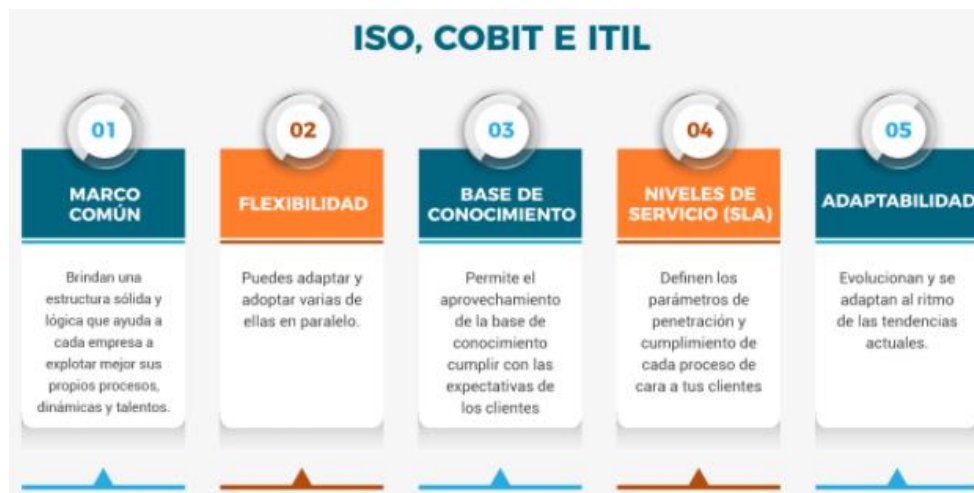 ISO, COBIT E ITIL
01
MARCO
COMÚN
Brindan una
estructura sólida y
lógica que ayuda a
cada empresa a
explotar mejor sus
propios procesos,
dinámicas y talentos.
02
FLEXIBILIDAD
Puedes adaptar y
adoptar varias de
ellas en paralelo.
03
BASE DE
CONOCIMIENTO
Permite el
aprovechamiento
de la base de
conocimiento
cumplir con las
expectativas de
los clientes
04
NIVELES DE
SERVICIO (SLA)
Definen los
parámetros de
penetración y
cumplimiento de
cada proceso de
cara a tus clientes
05
ADAPTABILIDAD
Evolucionan y se
adaptan al ritmo
de las tendencias
actuales.